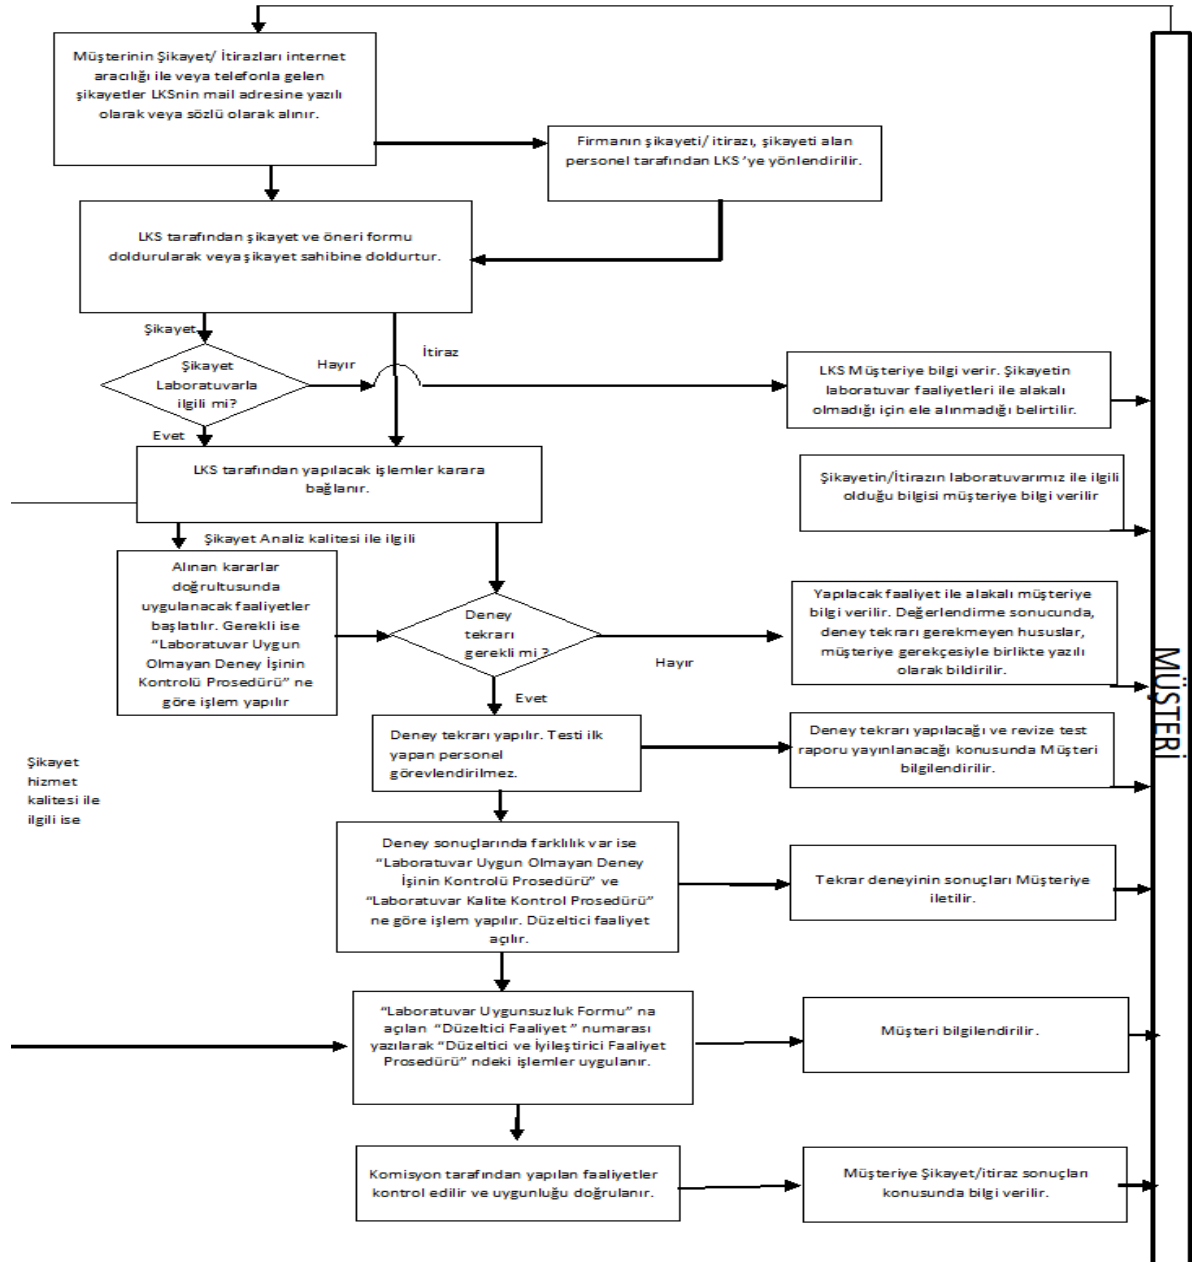 Müşterinin Şikayet/ İtirazları internet
aracılığı ile veya telefonla gelen
şikayetler LKSnin mail adresine yazılı
olarak veya sözlü olarak alınır.
Firmanın şikayeti/ itirazı, şikayeti alan
personel tarafından LKS 'ye yönlendirilir.
LKS tarafından şikayet ve öneri formu
doldurularak veya şikayet sahibine doldurtur.
Şikayet
İtiraz
Şikayet
Laboratuvarla
ilgili mi?
Hayır
LKS Müşteriye bilgi verir. Şikayetin
laboratuvar faaliyetleri ile alakalı
olmadığı için ele alınmadığı belirtilir.
Evet
LKS tarafından yapılacak işlemler karara
bağlanır.
Şikayetin/İtirazın laboratuvarımız ile ilgili
olduğu bilgisi müşteriye bilgi verilir
Şikayet Analiz kalitesi ile ilgili
Alınan kararlar
doğrultusunda
uygulanacak faaliyetler
başlatılır. Gerekli ise
“Laboratuvar Uygun
Olmayan Deney İşinin
Kontrolü Prosedürü” ne
göre işlem yapılır
Deney
tekrarı
gerekli mi ?
Hayır
Yapılacak faaliyet ile alakalı müşteriye
bilgi verilir. Değerlendirme sonucunda,
deney tekrarı gerekmeyen hususlar,
müşteriye gerekçesiyle birlikte yazılı
olarak bildirilir.
MÜŞTERİ
Evet
Deney tekrarı yapılır. Testi ilk
yapan personel
görevlendirilmez.
Deney tekrarı yapılacağı ve revize test
raporu yayınlanacağı konusunda Müşteri
bilgilendirilir.
Şikayet
hizmet
kalitesi ile
ilgili ise
Deney sonuçlarında farklılık var ise
“Laboratuvar Uygun Olmayan Deney
İşinin Kontrolü Prosedürü” ve
“Laboratuvar Kalite Kontrol Prosedürü”
ne göre işlem yapılır. Düzeltici faaliyet
açılır.
Tekrar deneyinin sonuçları Müşteriye
iletilir.
“Laboratuvar Uygunsuzluk Formu” na
açılan “Düzeltici Faaliyet ” numarası
yazılarak “Düzeltici ve İyileştirici Faaliyet
Prosedürü” ndeki işlemler uygulanır.
Müşteri bilgilendirilir.
Komisyon tarafından yapılan faaliyetler
kontrol edilir ve uygunluğu doğrulanır.
Müşteriye Şikayet/itiraz sonuçları
konusunda bilgi verilir.